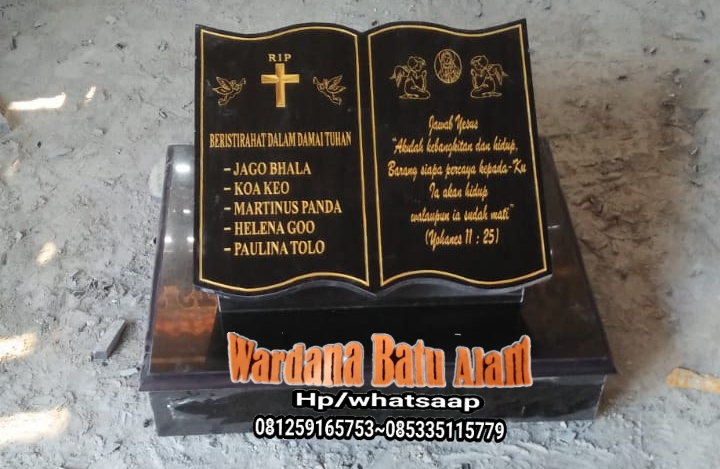 RIP
BERISTIRAHAT DALAM DAMAI TUHAN
- JAGO BHALA
- KOA KEO
- MARTINUS PANDA
- HELENA GOO
- PAULINA TOLO
Jawab Yesus
"Akulah kebangkitan dan hidup,
Barang siapa percaya kepada-Ku
Ia akan hidup
walaupun ia sudah mati"
(Yohanes 11 : 25)
Wardana Batu Alam
Hp/whatsaap
081259165753~085335115779